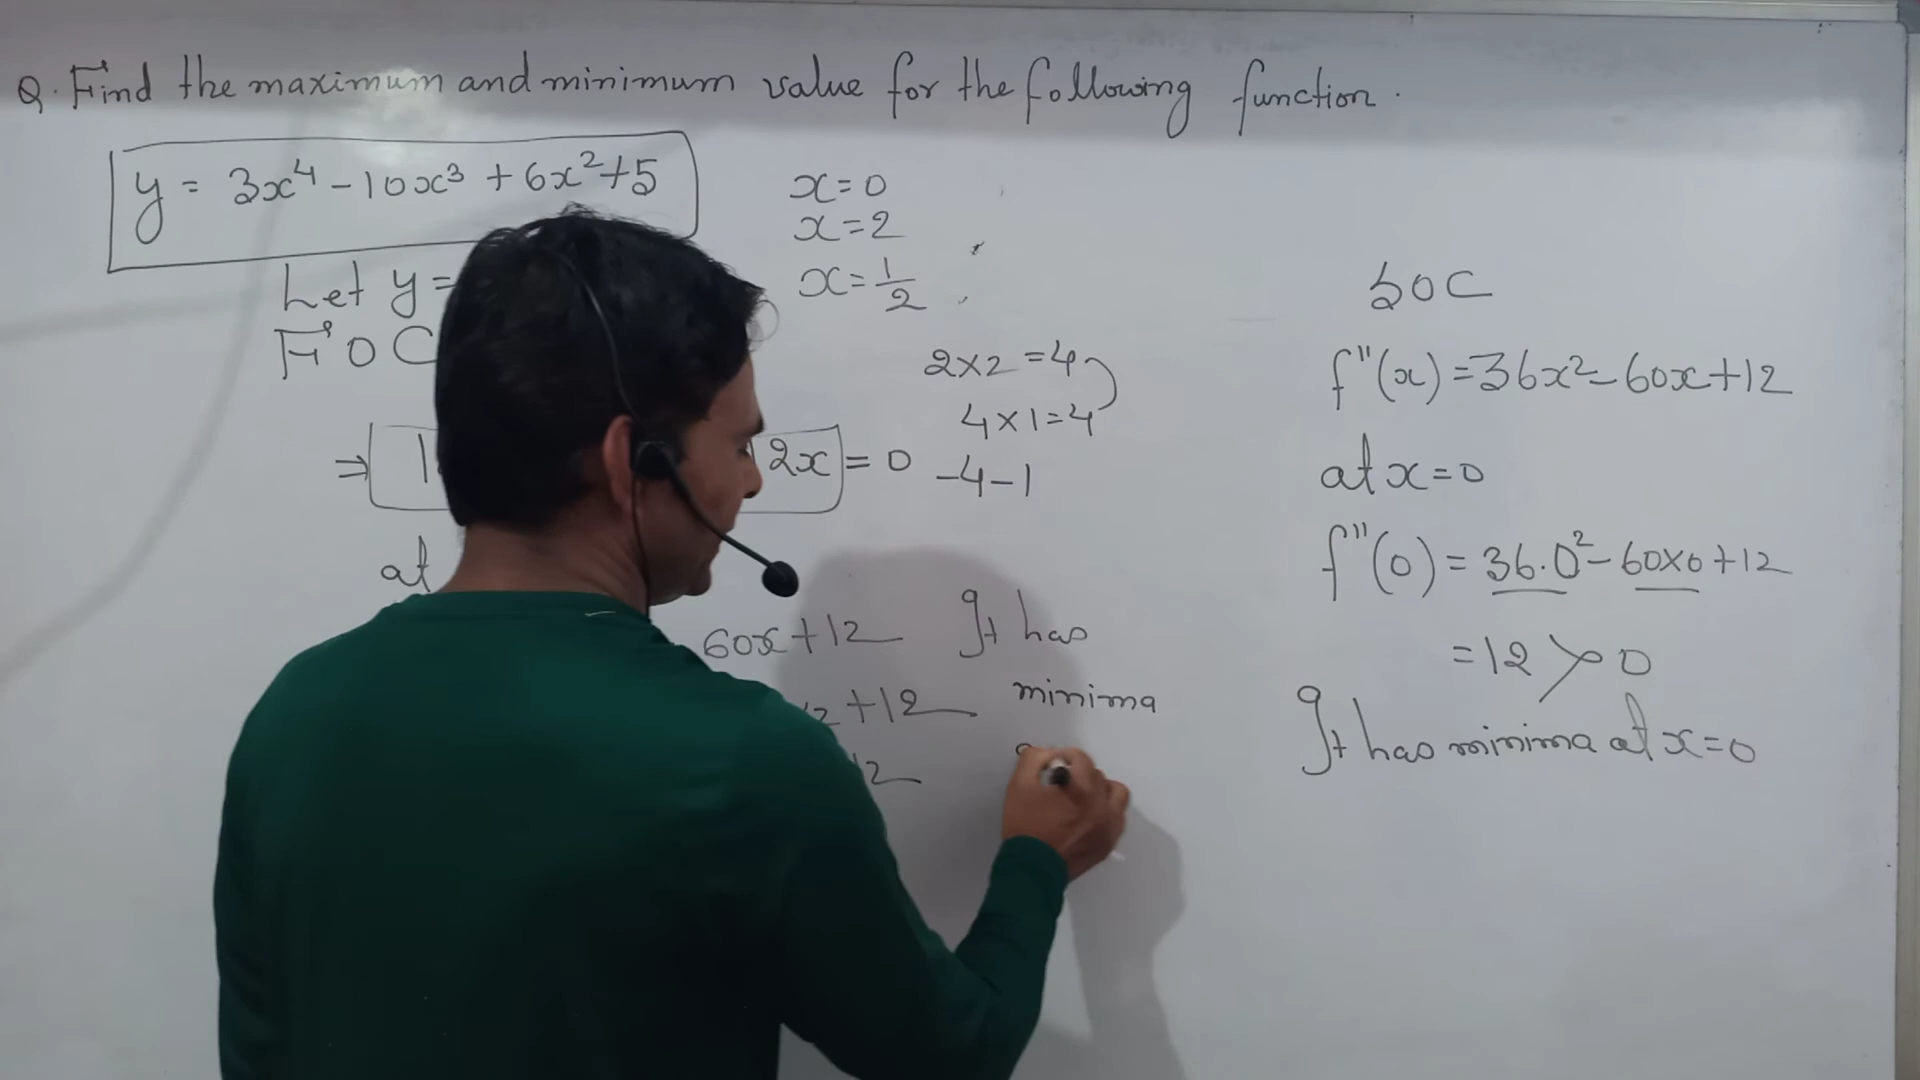 Q. Find the maximum and minimum value for the following function.
y = 3x⁴ - 10x³ + 6x² + 5
Let y =
F.O.C
⇒ 2x = 0
at
60x + 12
+ 12
x = 0
x = 2
x = 1/2
2 × 2 = 4
4 × 1 = 4
-4 - 1
It has
minima
SOC
f''(x) = 36x² - 60x + 12
at x = 0
f''(0) = 36.0² - 60×0 + 12
= 12 > 0
It has minima at x = 0